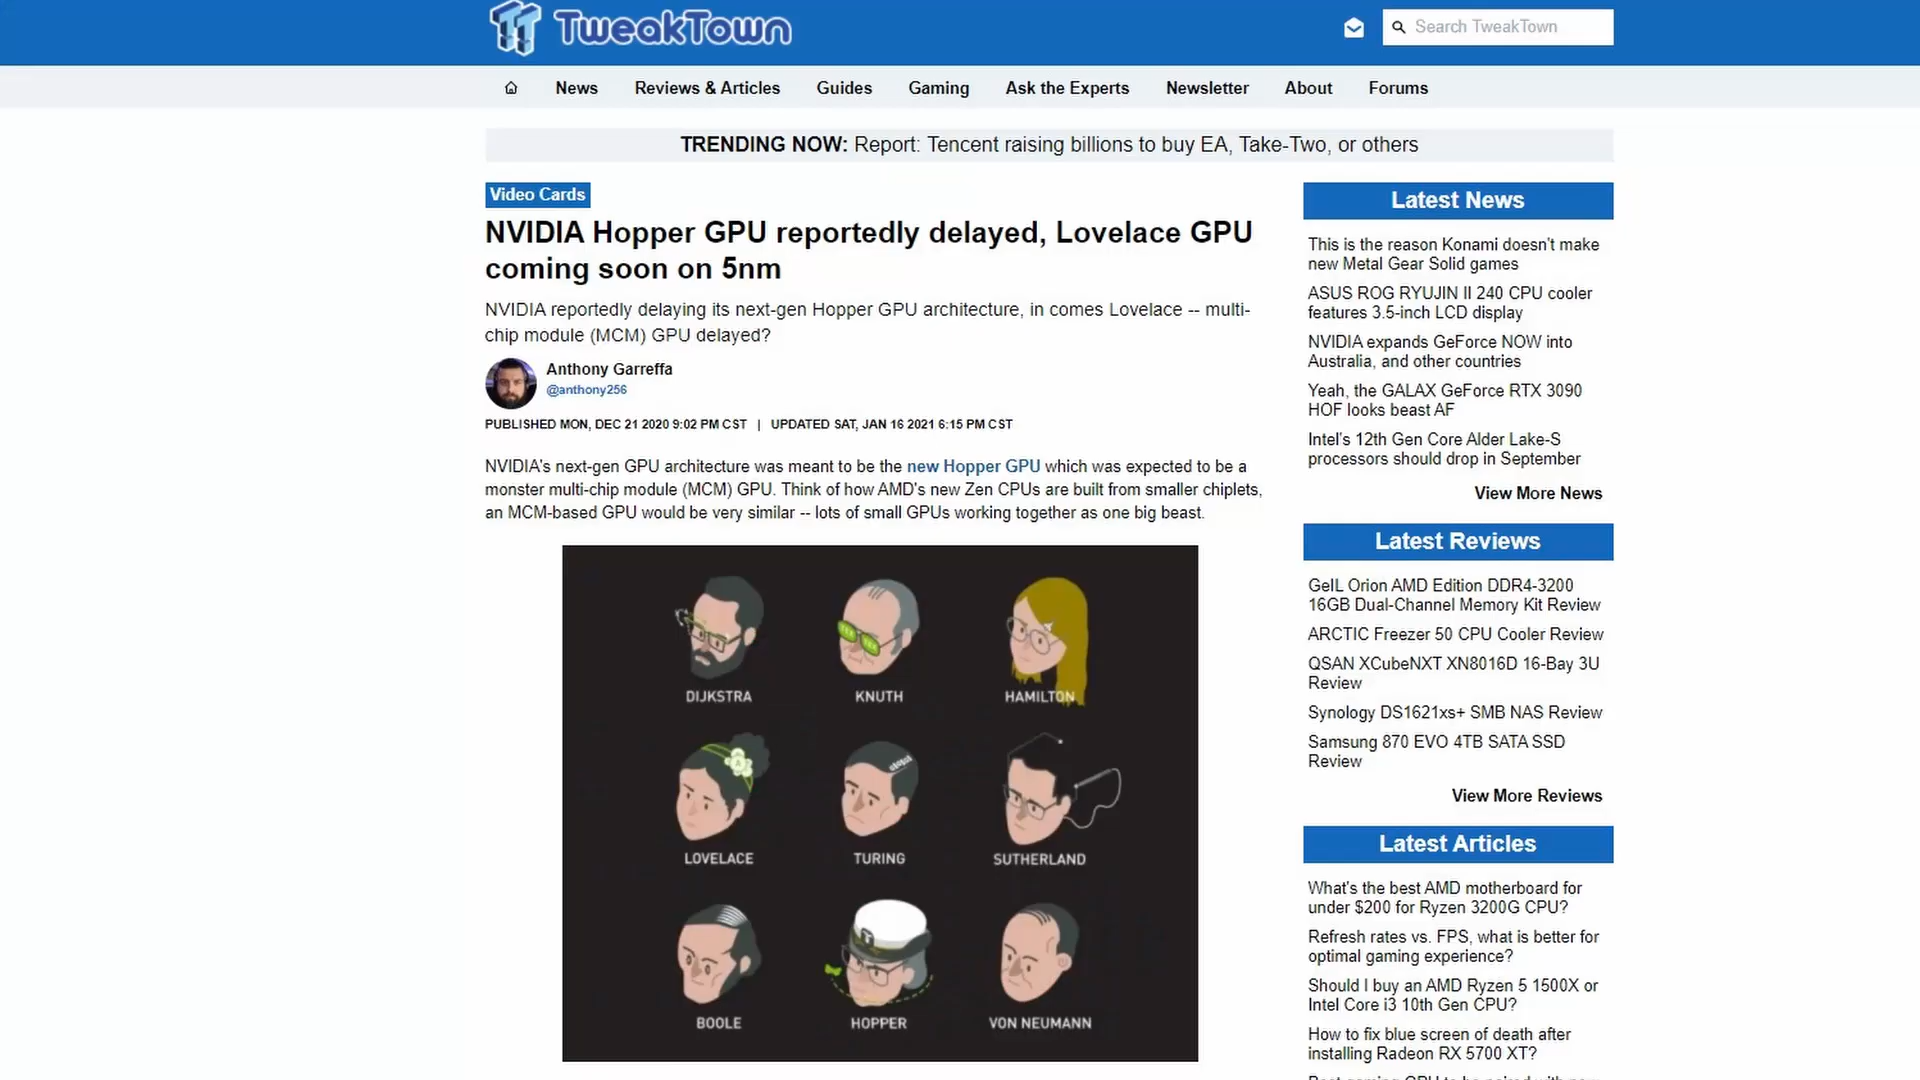 TweakTown
Search TweakTown
News Reviews & Articles Guides Gaming Ask the Experts Newsletter About Forums
TRENDING NOW: Report: Tencent raising billions to buy EA, Take-Two, or others
Video Cards
NVIDIA Hopper GPU reportedly delayed, Lovelace GPU
coming soon on 5nm
NVIDIA reportedly delaying its next-gen Hopper GPU architecture, in comes Lovelace -- multi-
chip module (MCM) GPU delayed?
Anthony Garreffa
@anthony256
PUBLISHED MON, DEC 21 2020 9:02 PM CST | UPDATED SAT, JAN 16 2021 6:15 PM CST
NVIDIA's next-gen GPU architecture was meant to be the new Hopper GPU which was expected to be a
monster multi-chip module (MCM) GPU. Think of how AMD's new Zen CPUs are built from smaller chiplets,
an MCM-based GPU would be very similar -- lots of small GPUs working together as one big beast.
DIJKSTRA KNUTH HAMILTON
LOVELACE TURING SUTHERLAND
BOOLE HOPPER VON NEUMANN
Latest News
This is the reason Konami doesn't make
new Metal Gear Solid games
ASUS ROG RYUJIN II 240 CPU cooler
features 3.5-inch LCD display
NVIDIA expands GeForce NOW into
Australia, and other countries
Yeah, the GALAX GeForce RTX 3090
HOF looks beast AF
Intel's 12th Gen Core Alder Lake-S
processors should drop in September
View More News
Latest Reviews
GeIL Orion AMD Edition DDR4-3200
16GB Dual-Channel Memory Kit Review
ARCTIC Freezer 50 CPU Cooler Review
QSAN XCubeNXT XN8016D 16-Bay 3U
Review
Synology DS1621xs+ SMB NAS Review
Samsung 870 EVO 4TB SATA SSD
Review
View More Reviews
Latest Articles
What's the best AMD motherboard for
under $200 for Ryzen 3200G CPU?
Refresh rates vs. FPS, what is better for
optimal gaming experience?
Should I buy an AMD Ryzen 5 1500X or
Intel Core i3 10th Gen CPU?
How to fix blue screen of death after
installing Radeon RX 5700 XT?